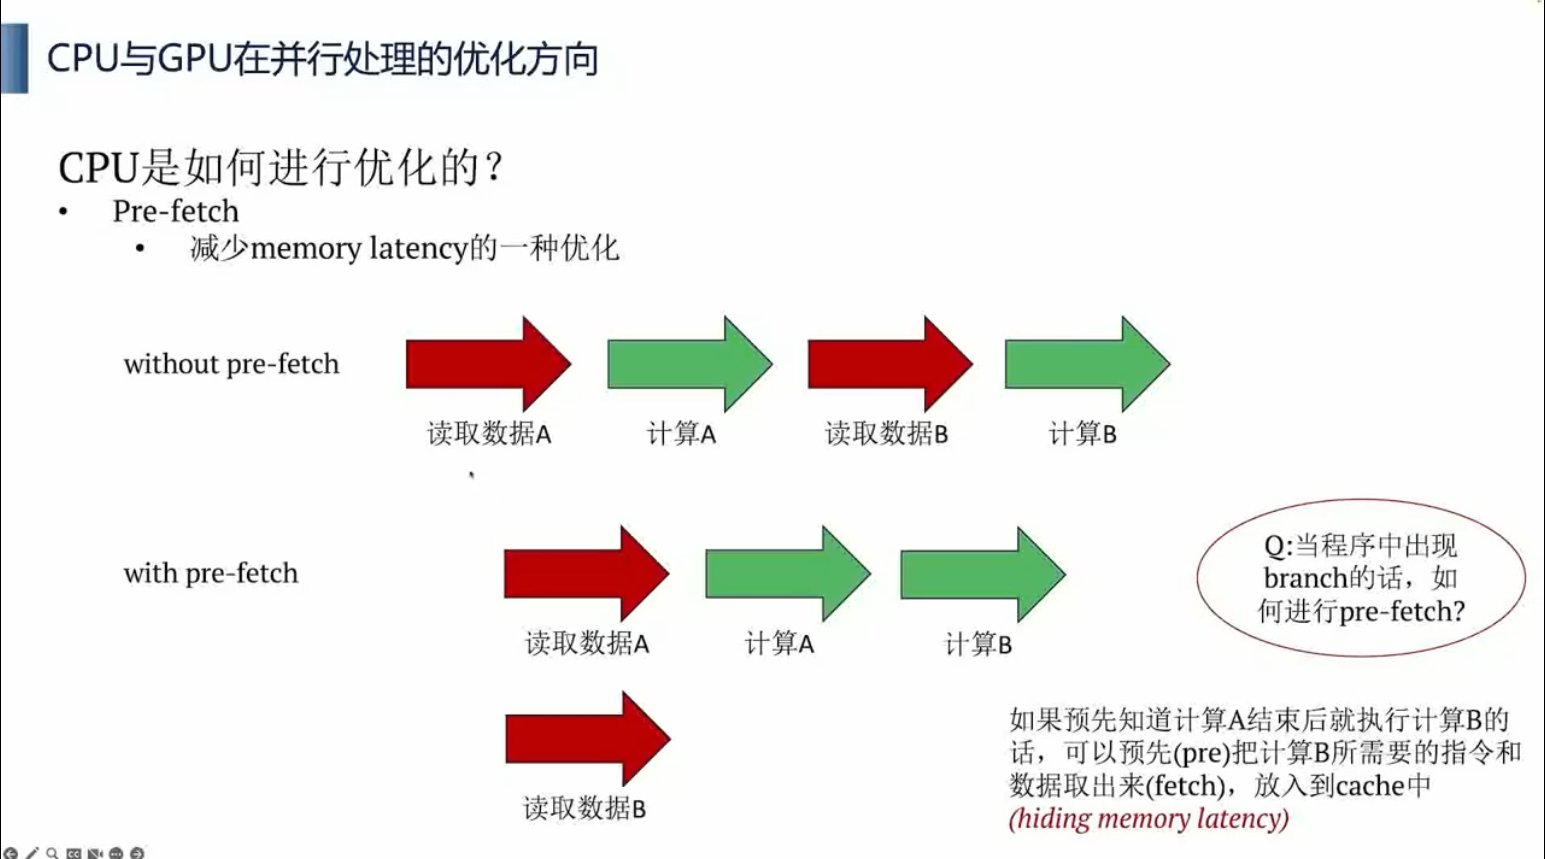 CPU与GPU在并行处理的优化方向
CPU是如何进行优化的？
• Pre-fetch
• 减少memory latency的一种优化
without pre-fetch
读取数据A
计算A
读取数据B
计算B
with pre-fetch
读取数据A
计算A
计算B
读取数据B
Q:当程序中出现
branch的话，如
何进行pre-fetch?
如果预先知道计算A结束后就执行计算B的
话，可以预先(pre)把计算B所需要的指令和
数据取出来(fetch)，放入到cache中
(hiding memory latency)